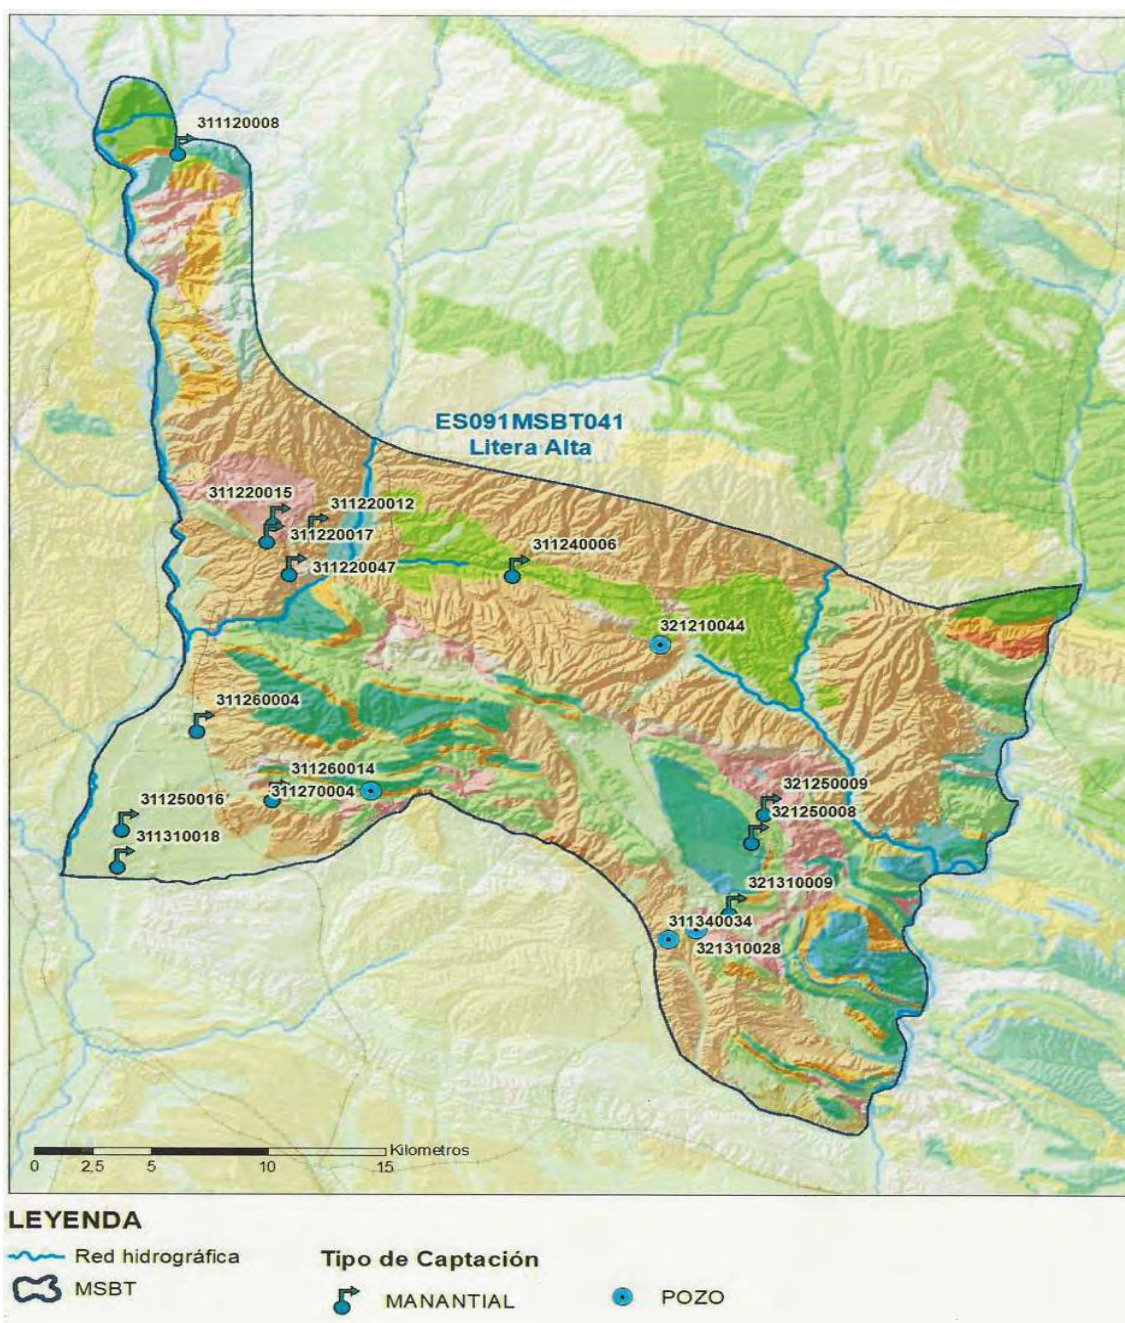 311120008
ES091MSBT041
Litera Alta
311220015
311220012
311220017
311240006
311220047
321210044
311260004
311260014
311270004
321250009
311250016
321250008
311310018
321310009
311340034
321310028
Kilometros
0 2,5 5 10 15
LEYENDA
Red hidrográfica
MSBT
Tipo de Captación
MANANTIAL
POZO